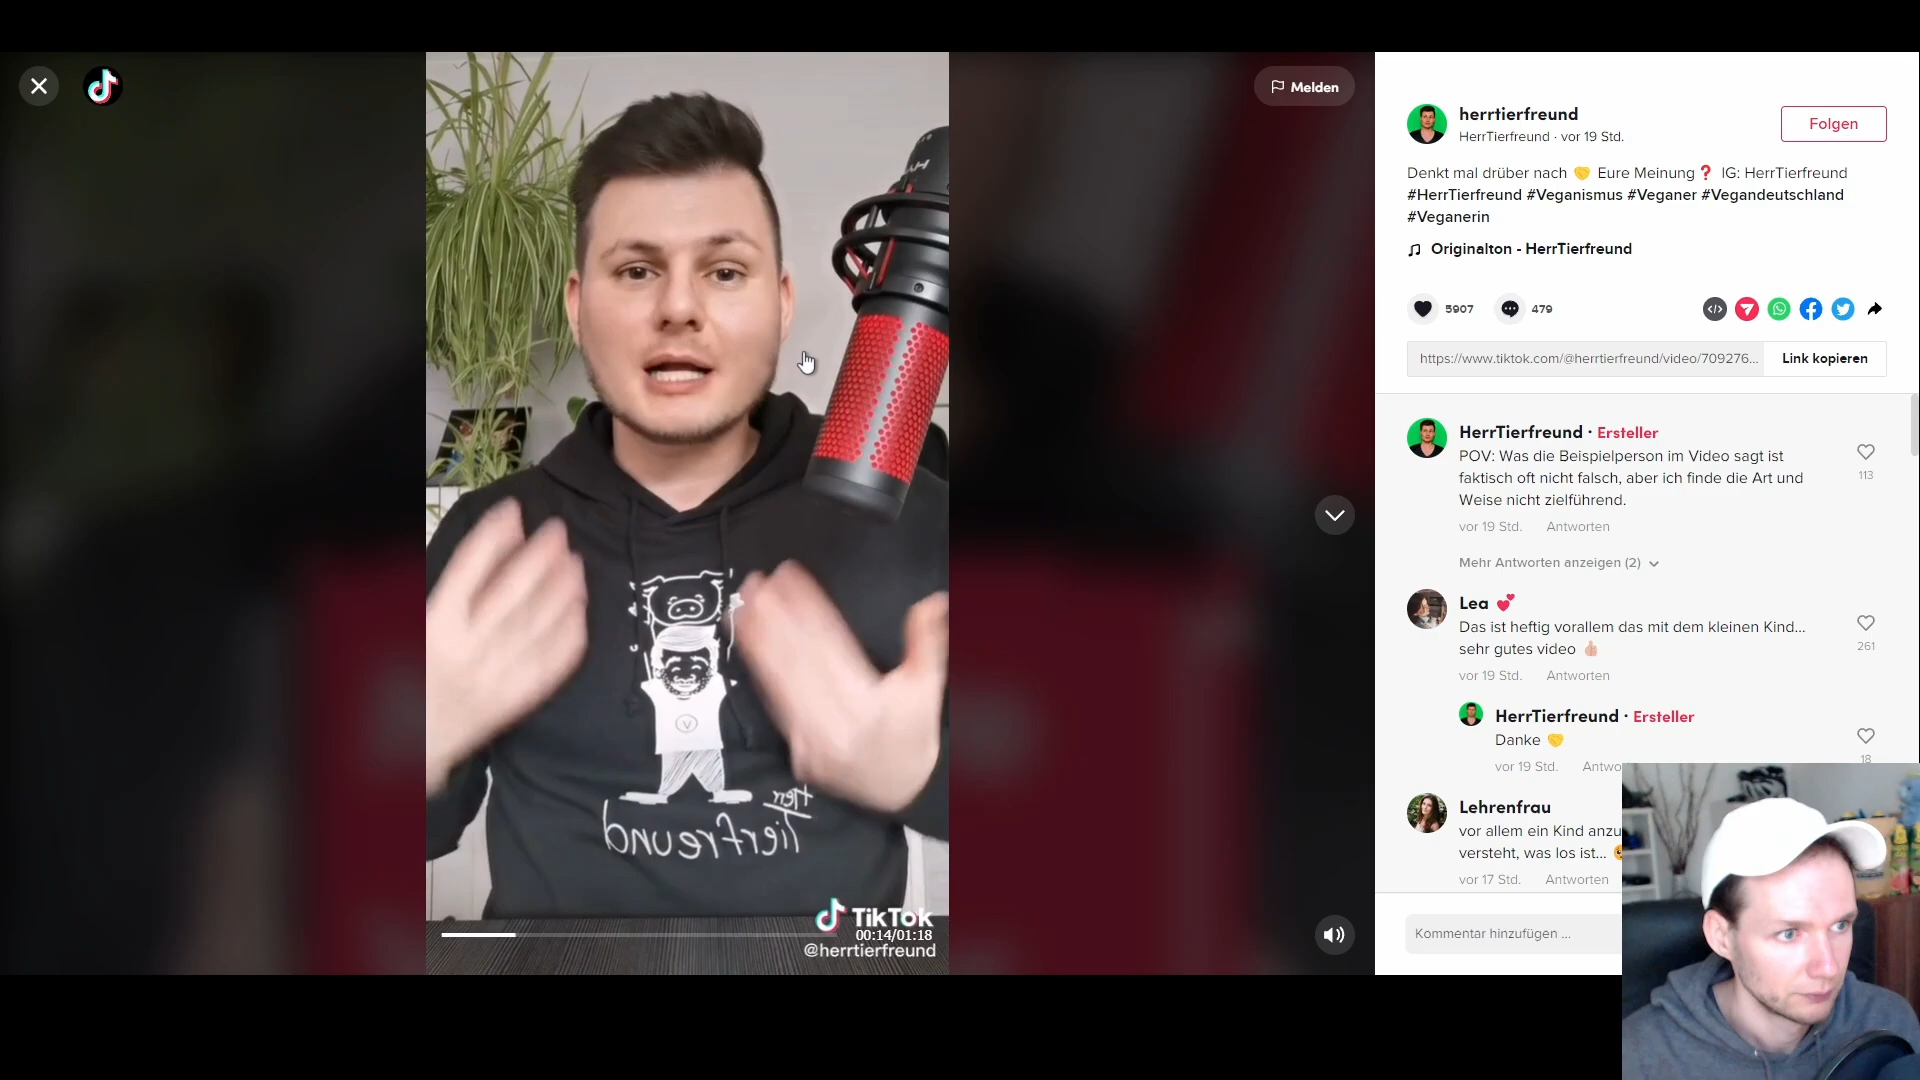 Melden
herrtierfreund
HerrTierfreund · vor 19 Std.
Folgen
Denkt mal drüber nach 🤝 Eure Meinung❓ IG: HerrTierfreund
#HerrTierfreund #Veganismus #Veganer #Vegandeutschland
#Veganerin
Originalton - HerrTierfreund
5907
479
https://www.tiktok.com/@herrtierfreund/video/709276...
Link kopieren
HerrTierfreund · Ersteller
POV: Was die Beispielperson im Video sagt ist
faktisch oft nicht falsch, aber ich finde die Art und
Weise nicht zielführend.
113
vor 19 Std. Antworten
Mehr Antworten anzeigen (2)
Lea 💕
Das ist heftig vorallem das mit dem kleinen Kind...
sehr gutes video 👍🏼
261
vor 19 Std. Antworten
HerrTierfreund · Ersteller
Danke 🤝
18
vor 19 Std. Antwo
Lehrenfrau
vor allem ein Kind anzu
versteht, was los ist...
vor 17 Std. Antworten
Kommentar hinzufügen ...
V
Herr
Tierfreund
TikTok
00:14/01:18
@herrtierfreund